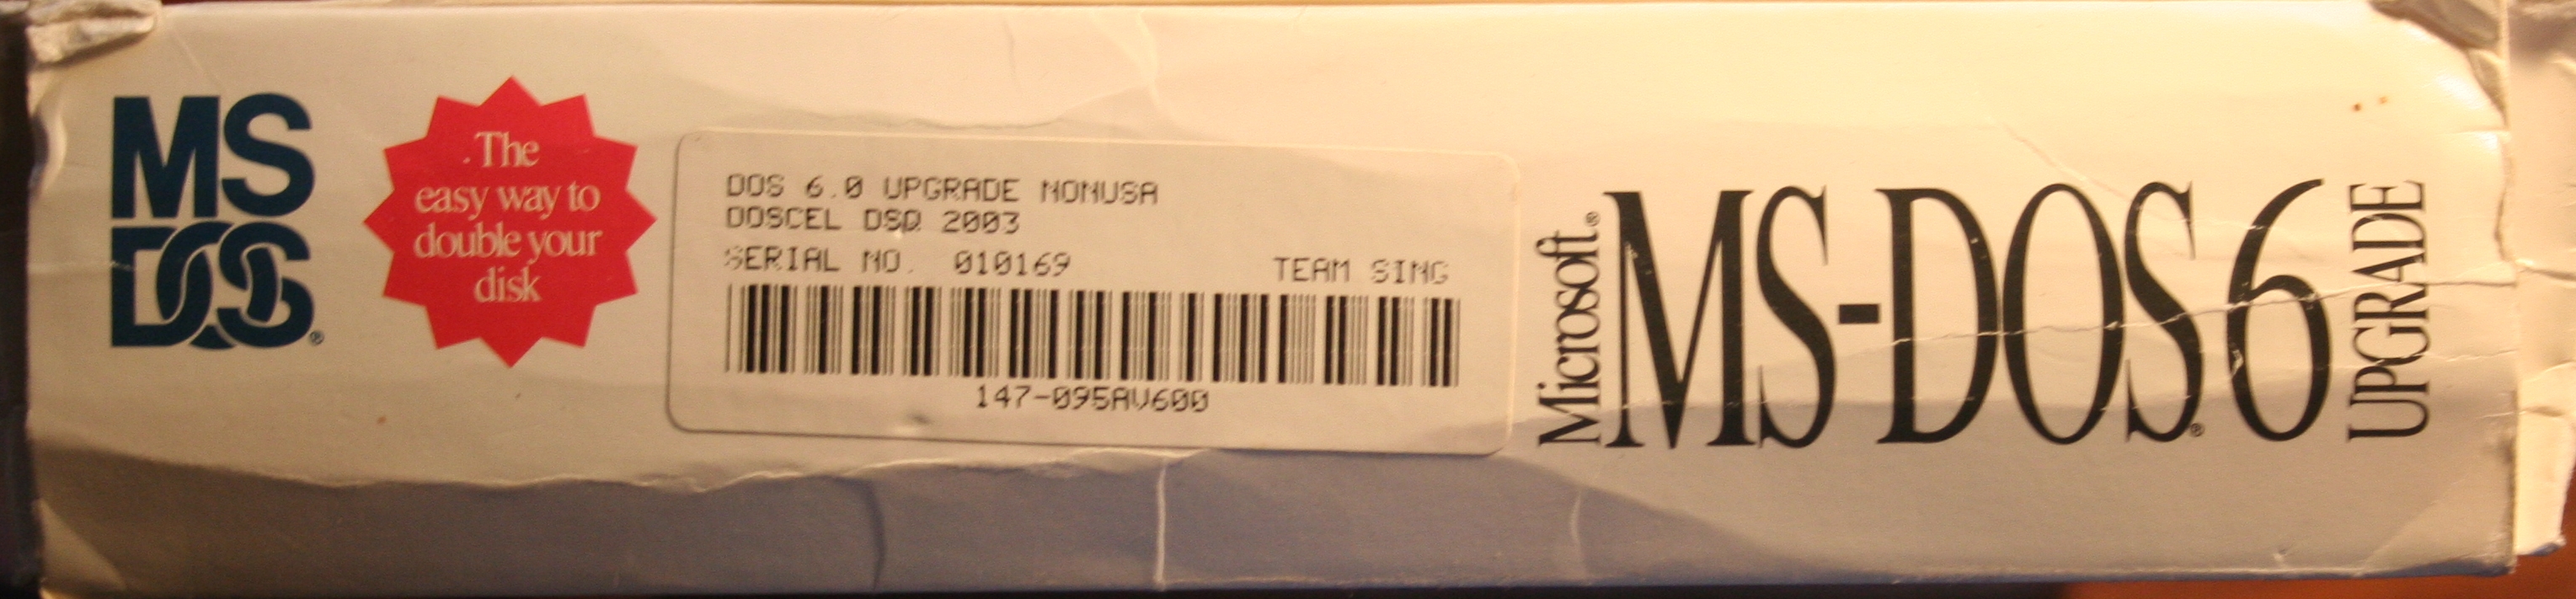 MS
DOS®
The
easy way to
double your
disk
DOS 6.0 UPGRADE NONUSA
DOSCEL DSD 2003
SERIAL NO. 010169 TEAM SING
147-095AV600
Microsoft®
MS-DOS® 6
UPGRADE